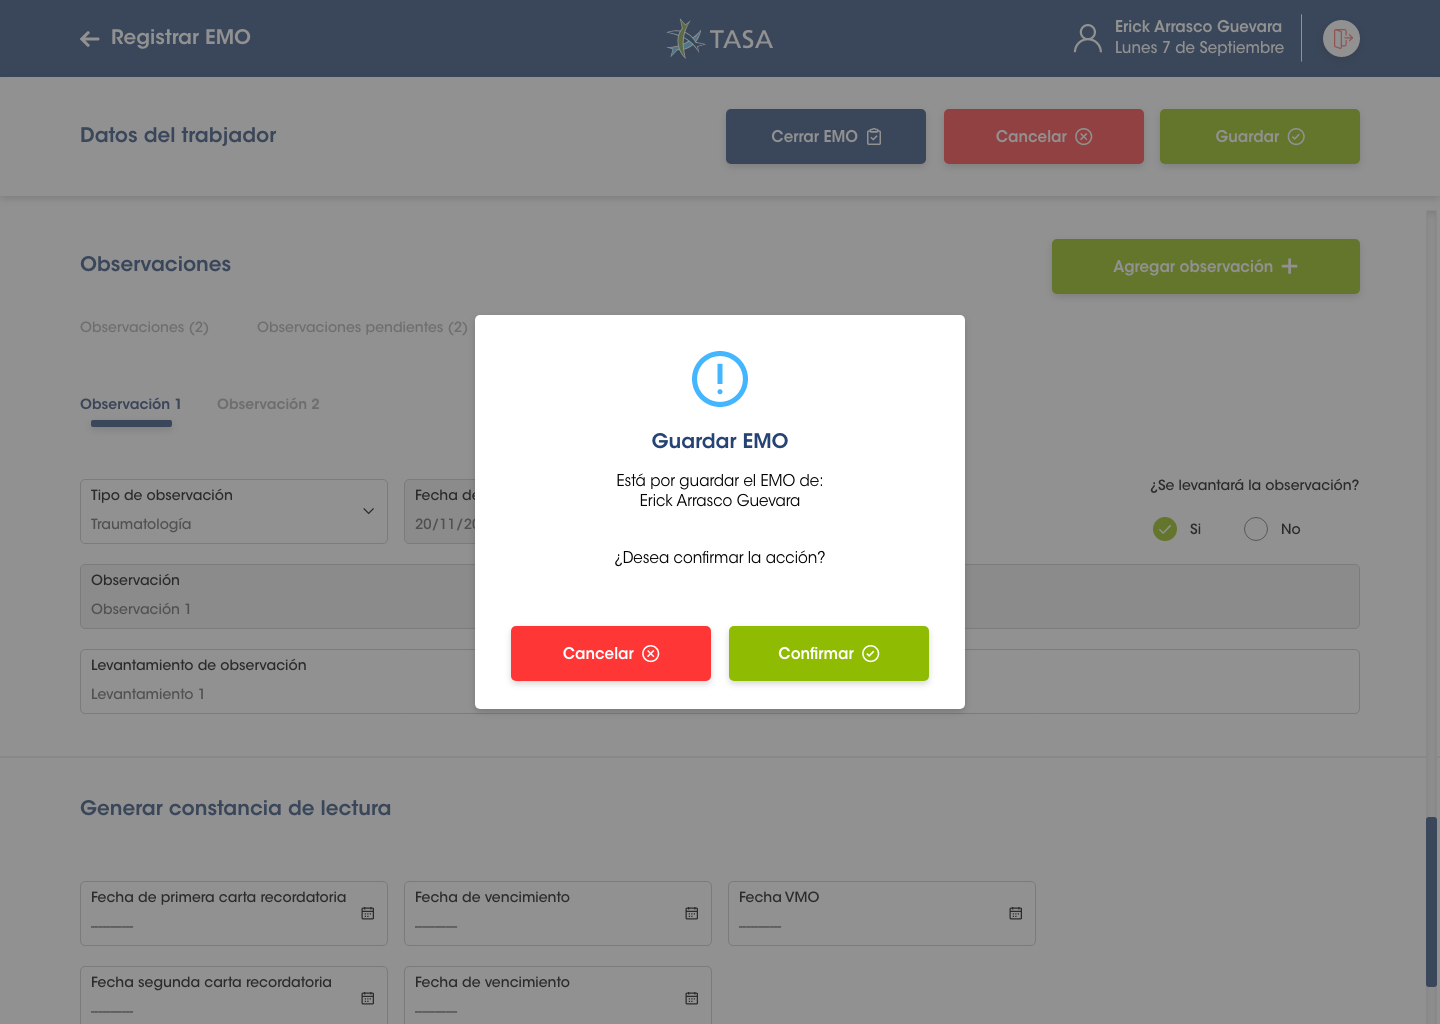 Registrar EMO
TASA
Erick Arrasco Guevara
Lunes 7 de Septiembre
Datos del trabjador
Cerrar EMO
Cancelar
Guardar
Observaciones
Agregar observación
Observaciones (2)
Observaciones pendientes (2)
Observación 1
Observación 2
Guardar EMO
Está por guardar el EMO de:
Erick Arrasco Guevara
¿Desea confirmar la acción?
Cancelar
Confirmar
Tipo de observación
Traumatología
Fecha
20/11/
¿Se levantará la observación?
Si
No
Observación
Observación 1
Levantamiento de observación
Levantamiento 1
Generar constancia de lectura
Fecha de primera carta recordatoria
Fecha de vencimiento
Fecha VMO
Fecha segunda carta recordatoria
Fecha de vencimiento